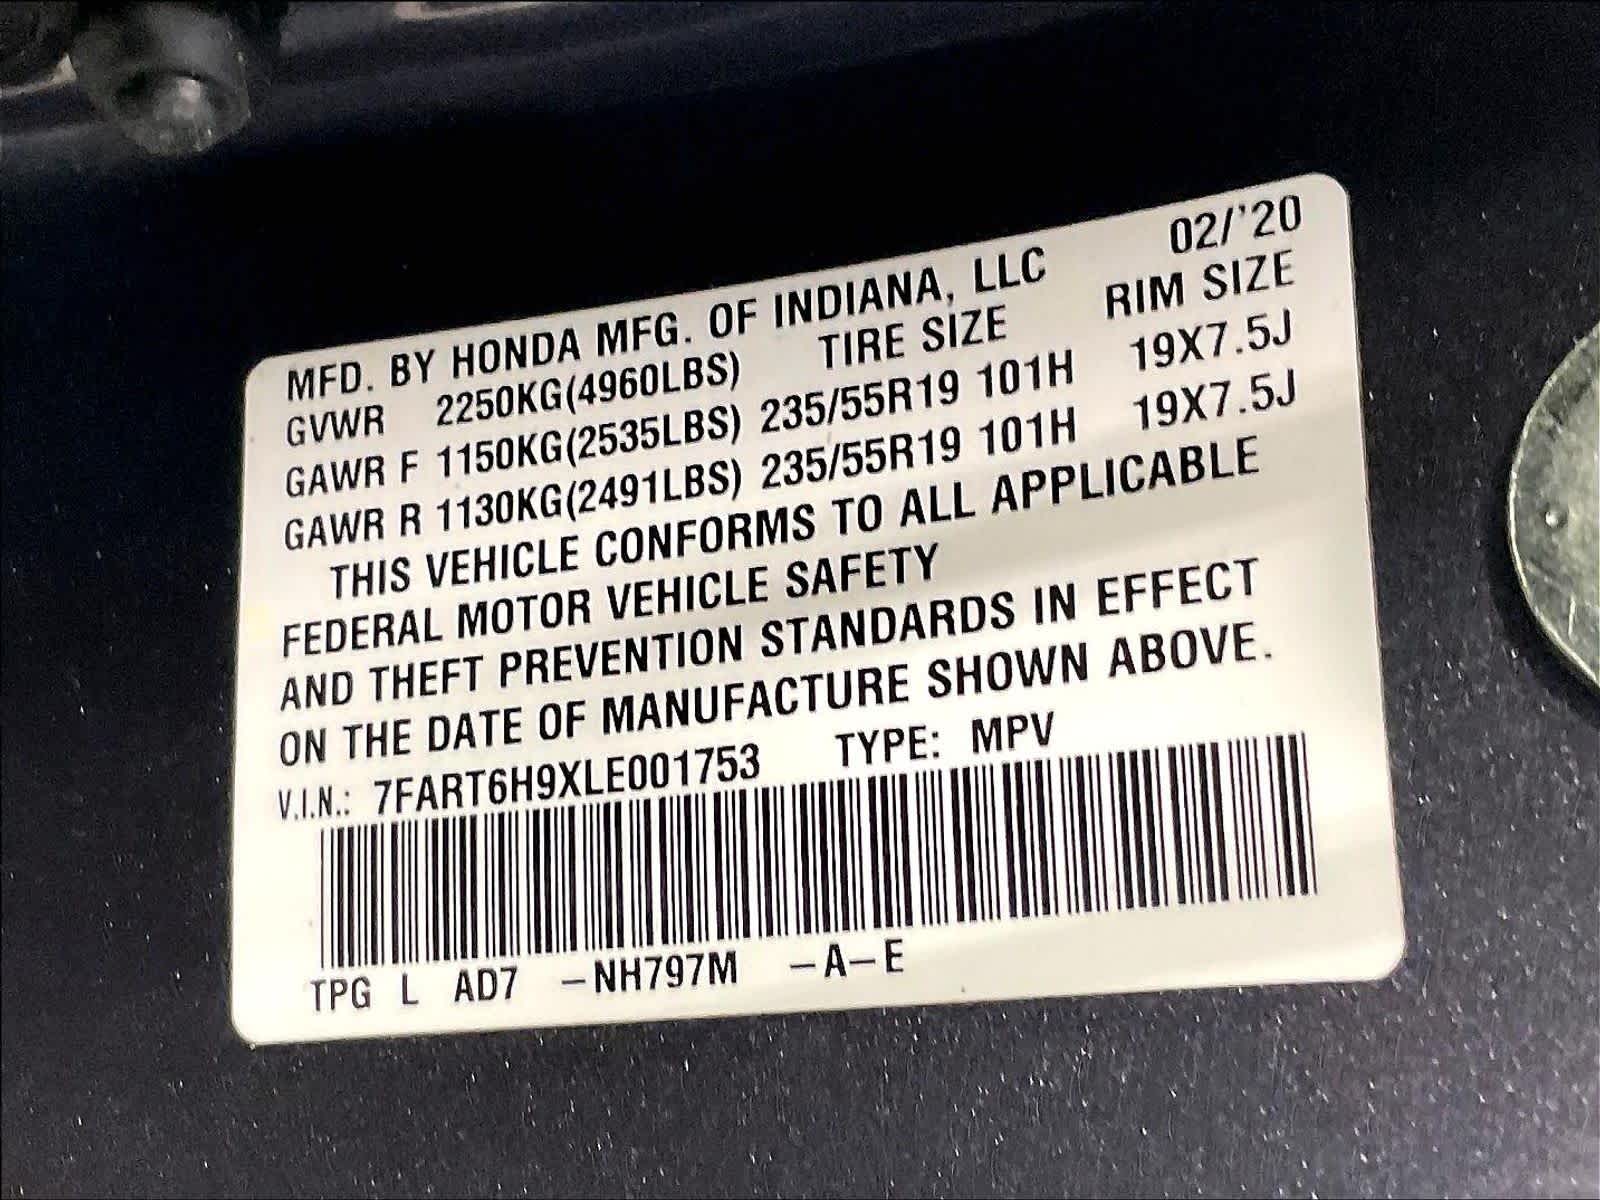 MFD. BY HONDA MFG. OF INDIANA, LLC 02/'20
GVWR 2250KG(4960LBS) TIRE SIZE RIM SIZE
GAWR F 1150KG(2535LBS) 235/55R19 101H 19X7.5J
GAWR R 1130KG(2491LBS) 235/55R19 101H 19X7.5J
THIS VEHICLE CONFORMS TO ALL APPLICABLE
FEDERAL MOTOR VEHICLE SAFETY
AND THEFT PREVENTION STANDARDS IN EFFECT
ON THE DATE OF MANUFACTURE SHOWN ABOVE.
V.I.N.: 7FART6H9XLE001753 TYPE: MPV
TPG L AD7 –NH797M –A–E